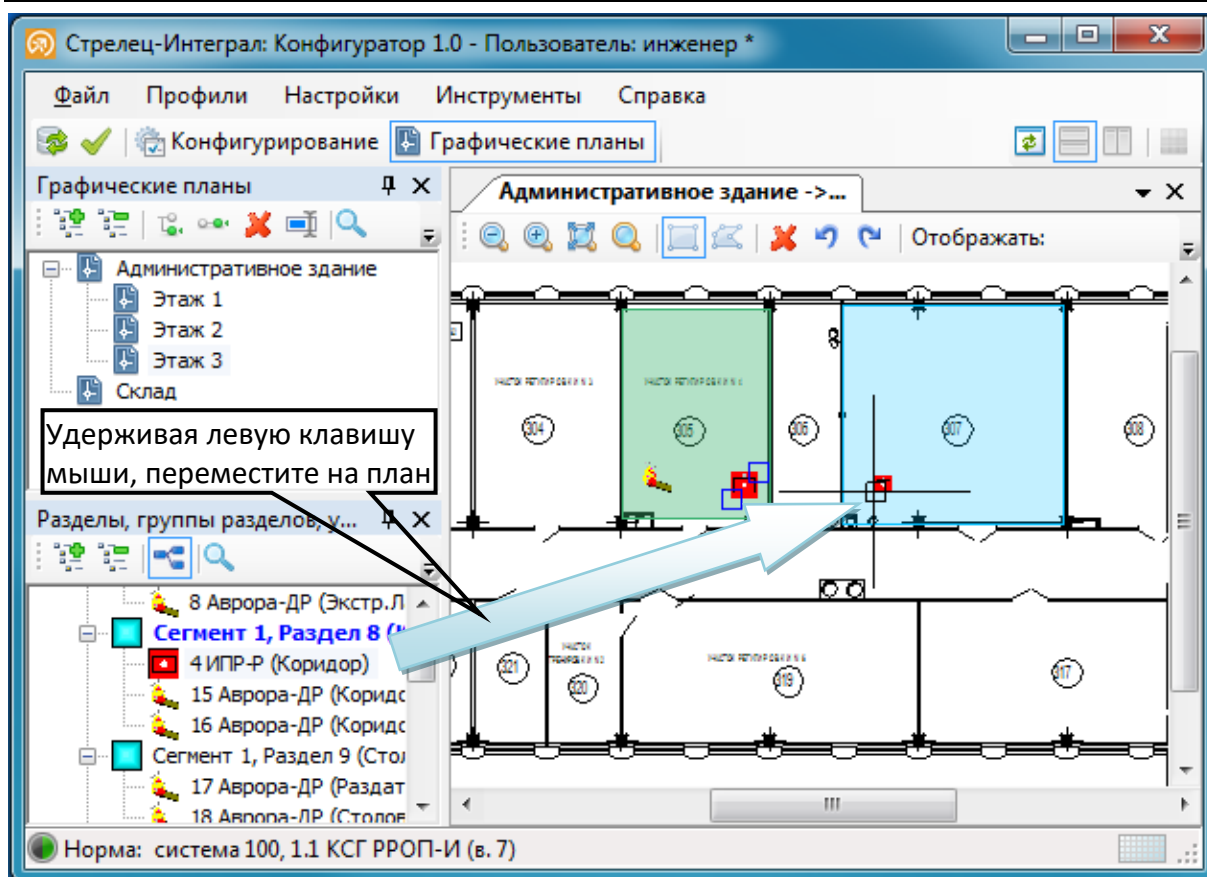 Стрелец-Интеграл: Конфигуратор 1.0 - Пользователь: инженер *
Файл Профили Настройки Инструменты Справка
Конфигурирование Графические планы
Графические планы
Административное здание
Этаж 1
Этаж 2
Этаж 3
Склад
Удерживая левую клавишу
мыши, переместите на план
Разделы, группы разделов, у...
8 Аврора-ДР (Экстр.Л
Сегмент 1, Раздел 8 (
4 ИПР-Р (Коридор)
15 Аврора-ДР (Коридо
16 Аврора-ДР (Коридо
Сегмент 1, Раздел 9 (Стол
17 Аврора-ДР (Раздат
18 Аврора-ДР (Столов
Административное здание ->...
Отображать:
304
305
306
307
308
321
320
319
317
Норма: система 100, 1.1 КСГ РРОП-И (в. 7)